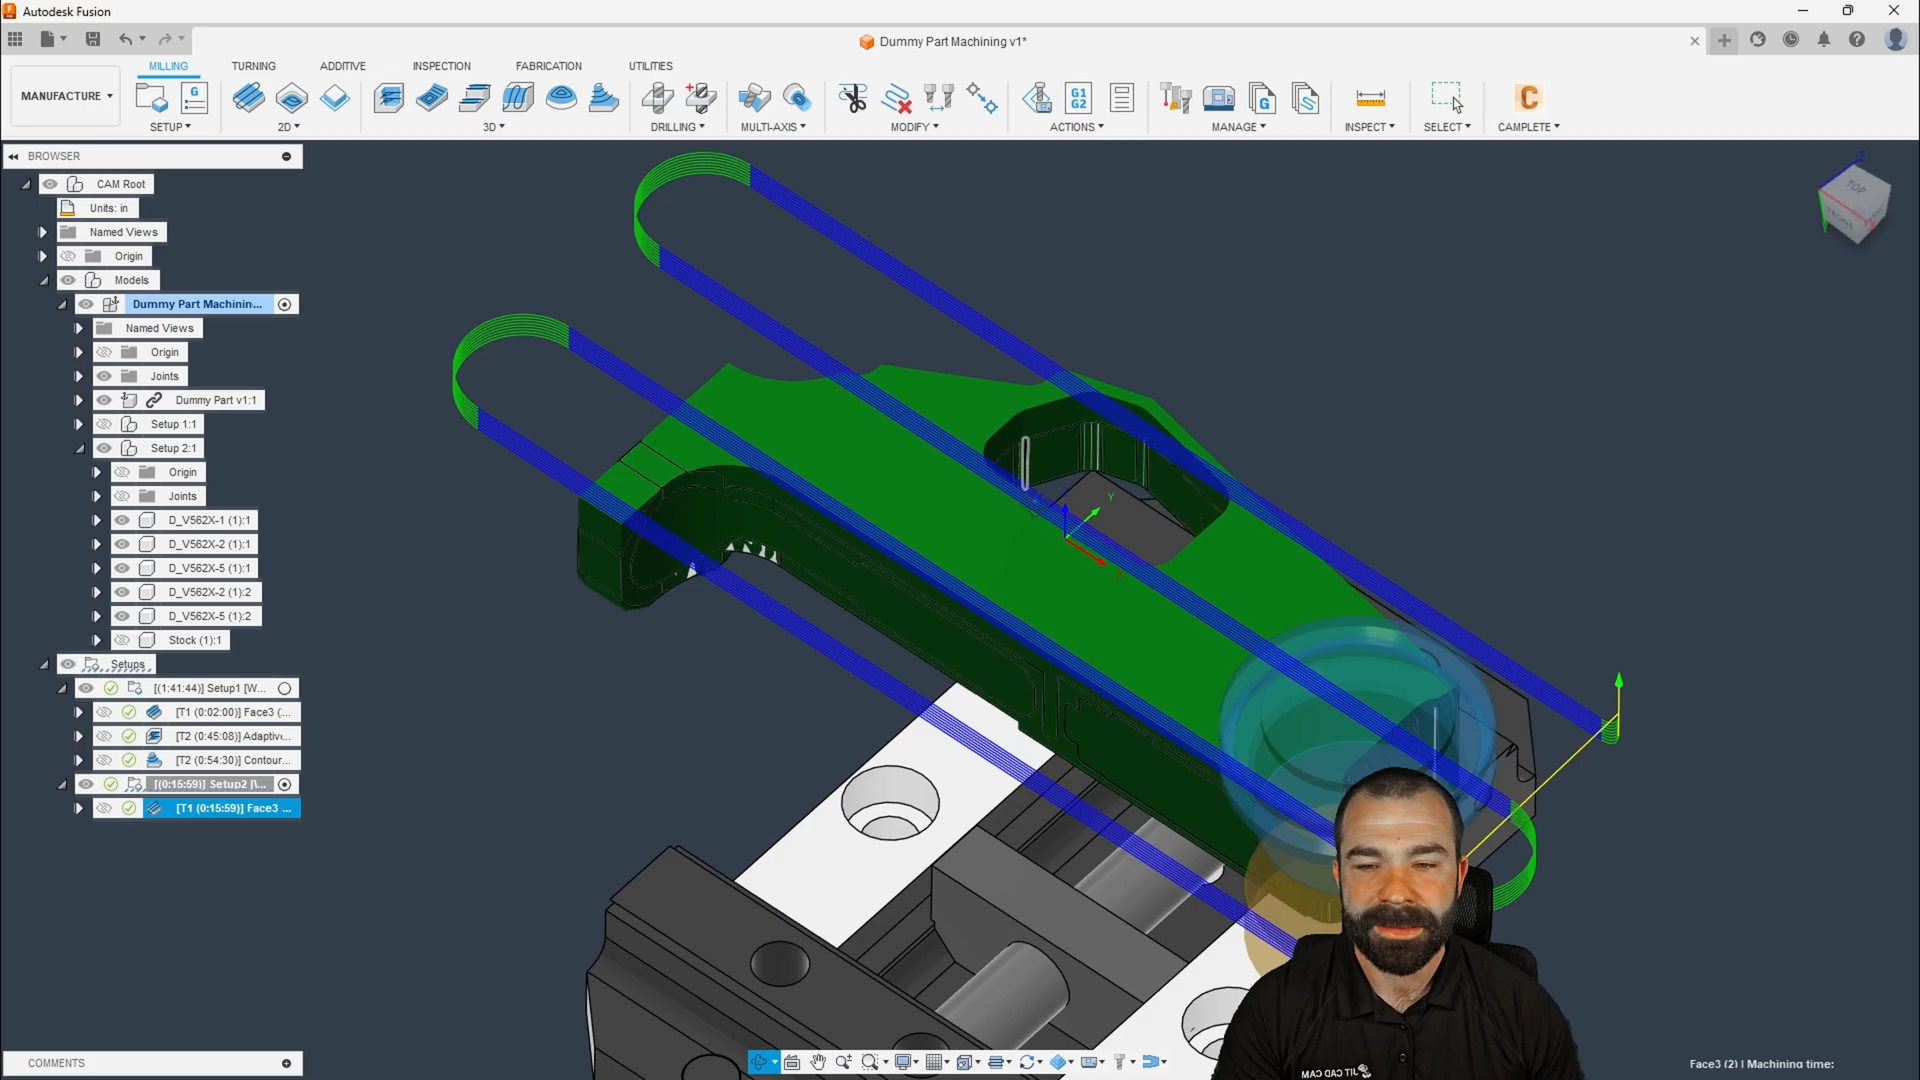 Autodesk Fusion
Dummy Part Machining v1*
MILLING TURNING ADDITIVE INSPECTION FABRICATION UTILITIES
MANUFACTURE
G
G1
G2
G
S
C
SETUP 2D 3D DRILLING MULTI-AXIS MODIFY ACTIONS MANAGE INSPECT SELECT CAMPLETE
BROWSER
CAM Root
Units: in
Named Views
Origin
Models
Dummy Part Machinin...
Named Views
Origin
Joints
Dummy Part v1:1
Setup 1:1
Setup 2:1
Origin
Joints
D_V562X-1 (1):1
D_V562X-2 (1):1
D_V562X-5 (1):1
D_V562X-2 (1):2
D_V562X-5 (1):2
Stock (1):1
Setups
[(1:41:44)] Setup1 [W...
[T1 (0:02:00)] Face3 (...
[T2 (0:45:08)] Adaptiv...
[T2 (0:54:30)] Contour...
[(0:15:59)] Setup2 [\...
[T1 (0:15:59)] Face3 ...
Z
TOP
FRONT
Y
X
COMMENTS
Face3 (2) | Machining time: